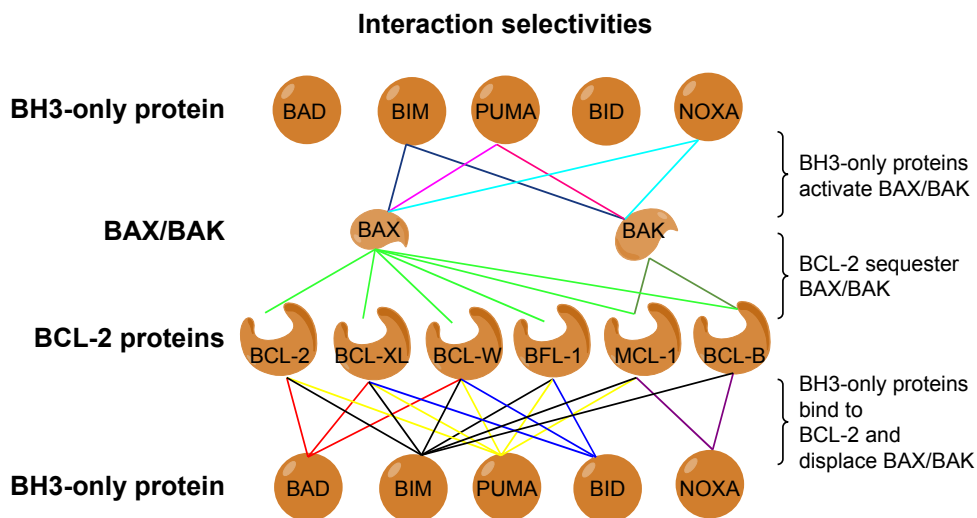 Interaction selectivities
BH3-only protein
BAD
BIM
PUMA
BID
NOXA
BH3-only proteins
activate BAX/BAK
BAX/BAK
BAX
BAK
BCL-2 sequester
BAX/BAK
BCL-2 proteins
BCL-2
BCL-XL
BCL-W
BFL-1
MCL-1
BCL-B
BH3-only proteins
bind to
BCL-2 and
displace BAX/BAK
BH3-only protein
BAD
BIM
PUMA
BID
NOXA